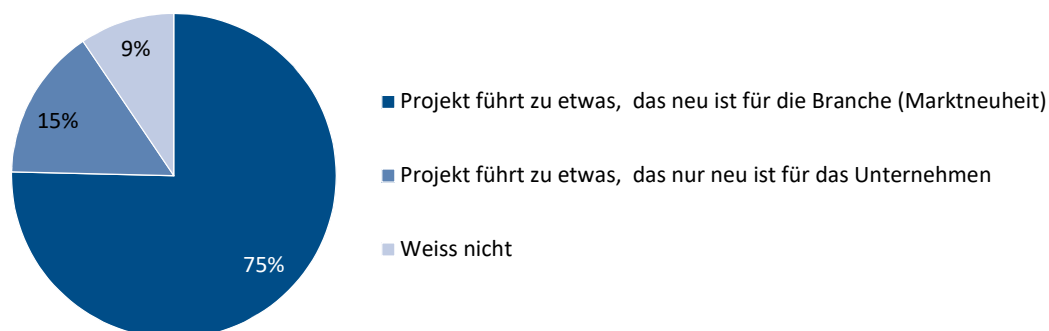 9%
15%
75%
Projekt führt zu etwas, das neu ist für die Branche (Marktneuheit)
Projekt führt zu etwas, das nur neu ist für das Unternehmen
Weiss nicht